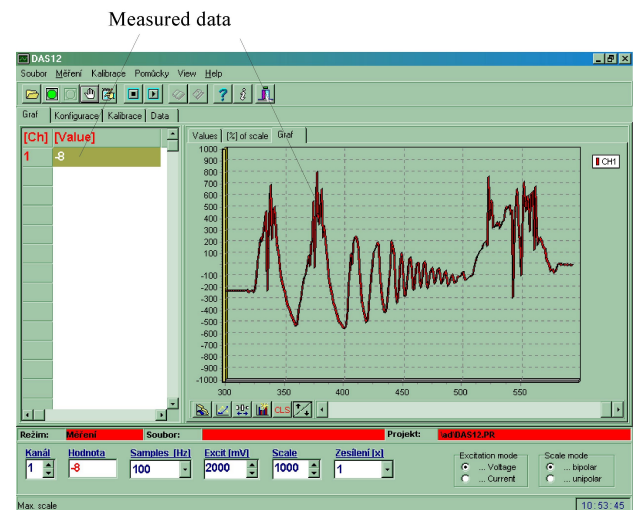 Measured data
DAS12
Soubor Měření Kalibrace Pomůcky View Help
Graf Konfigurace Kalibrace Data
Values [%] of scale Graf
[Ch] [Value]
1 -8
1000
900
800
700
600
500
400
300
200
100
-100
-200
-300
-400
-500
-600
-700
-800
-900
-1000
300 350 400 450 500 550
CH1
CLS
Režim: Měření Soubor: Projekt: \ad\DAS12.PR
Kanál Hodnota Samples [Hz] Excit [mV] Scale Zesílení [x]
1 -8 100 2000 1000 1
Excitation mode
... Voltage
... Current
Scale mode
... bipolar
... unipolar
Max. scale 10:53:45